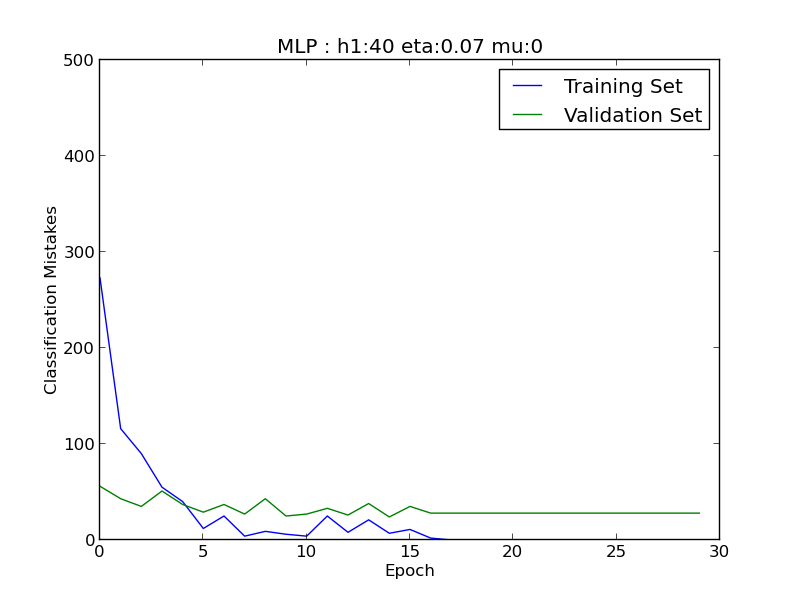 MLP : h1:40 eta:0.07 mu:0
Training Set
Validation Set
500
400
300
200
100
0
Classification Mistakes
0 5 10 15 20 25 30
Epoch